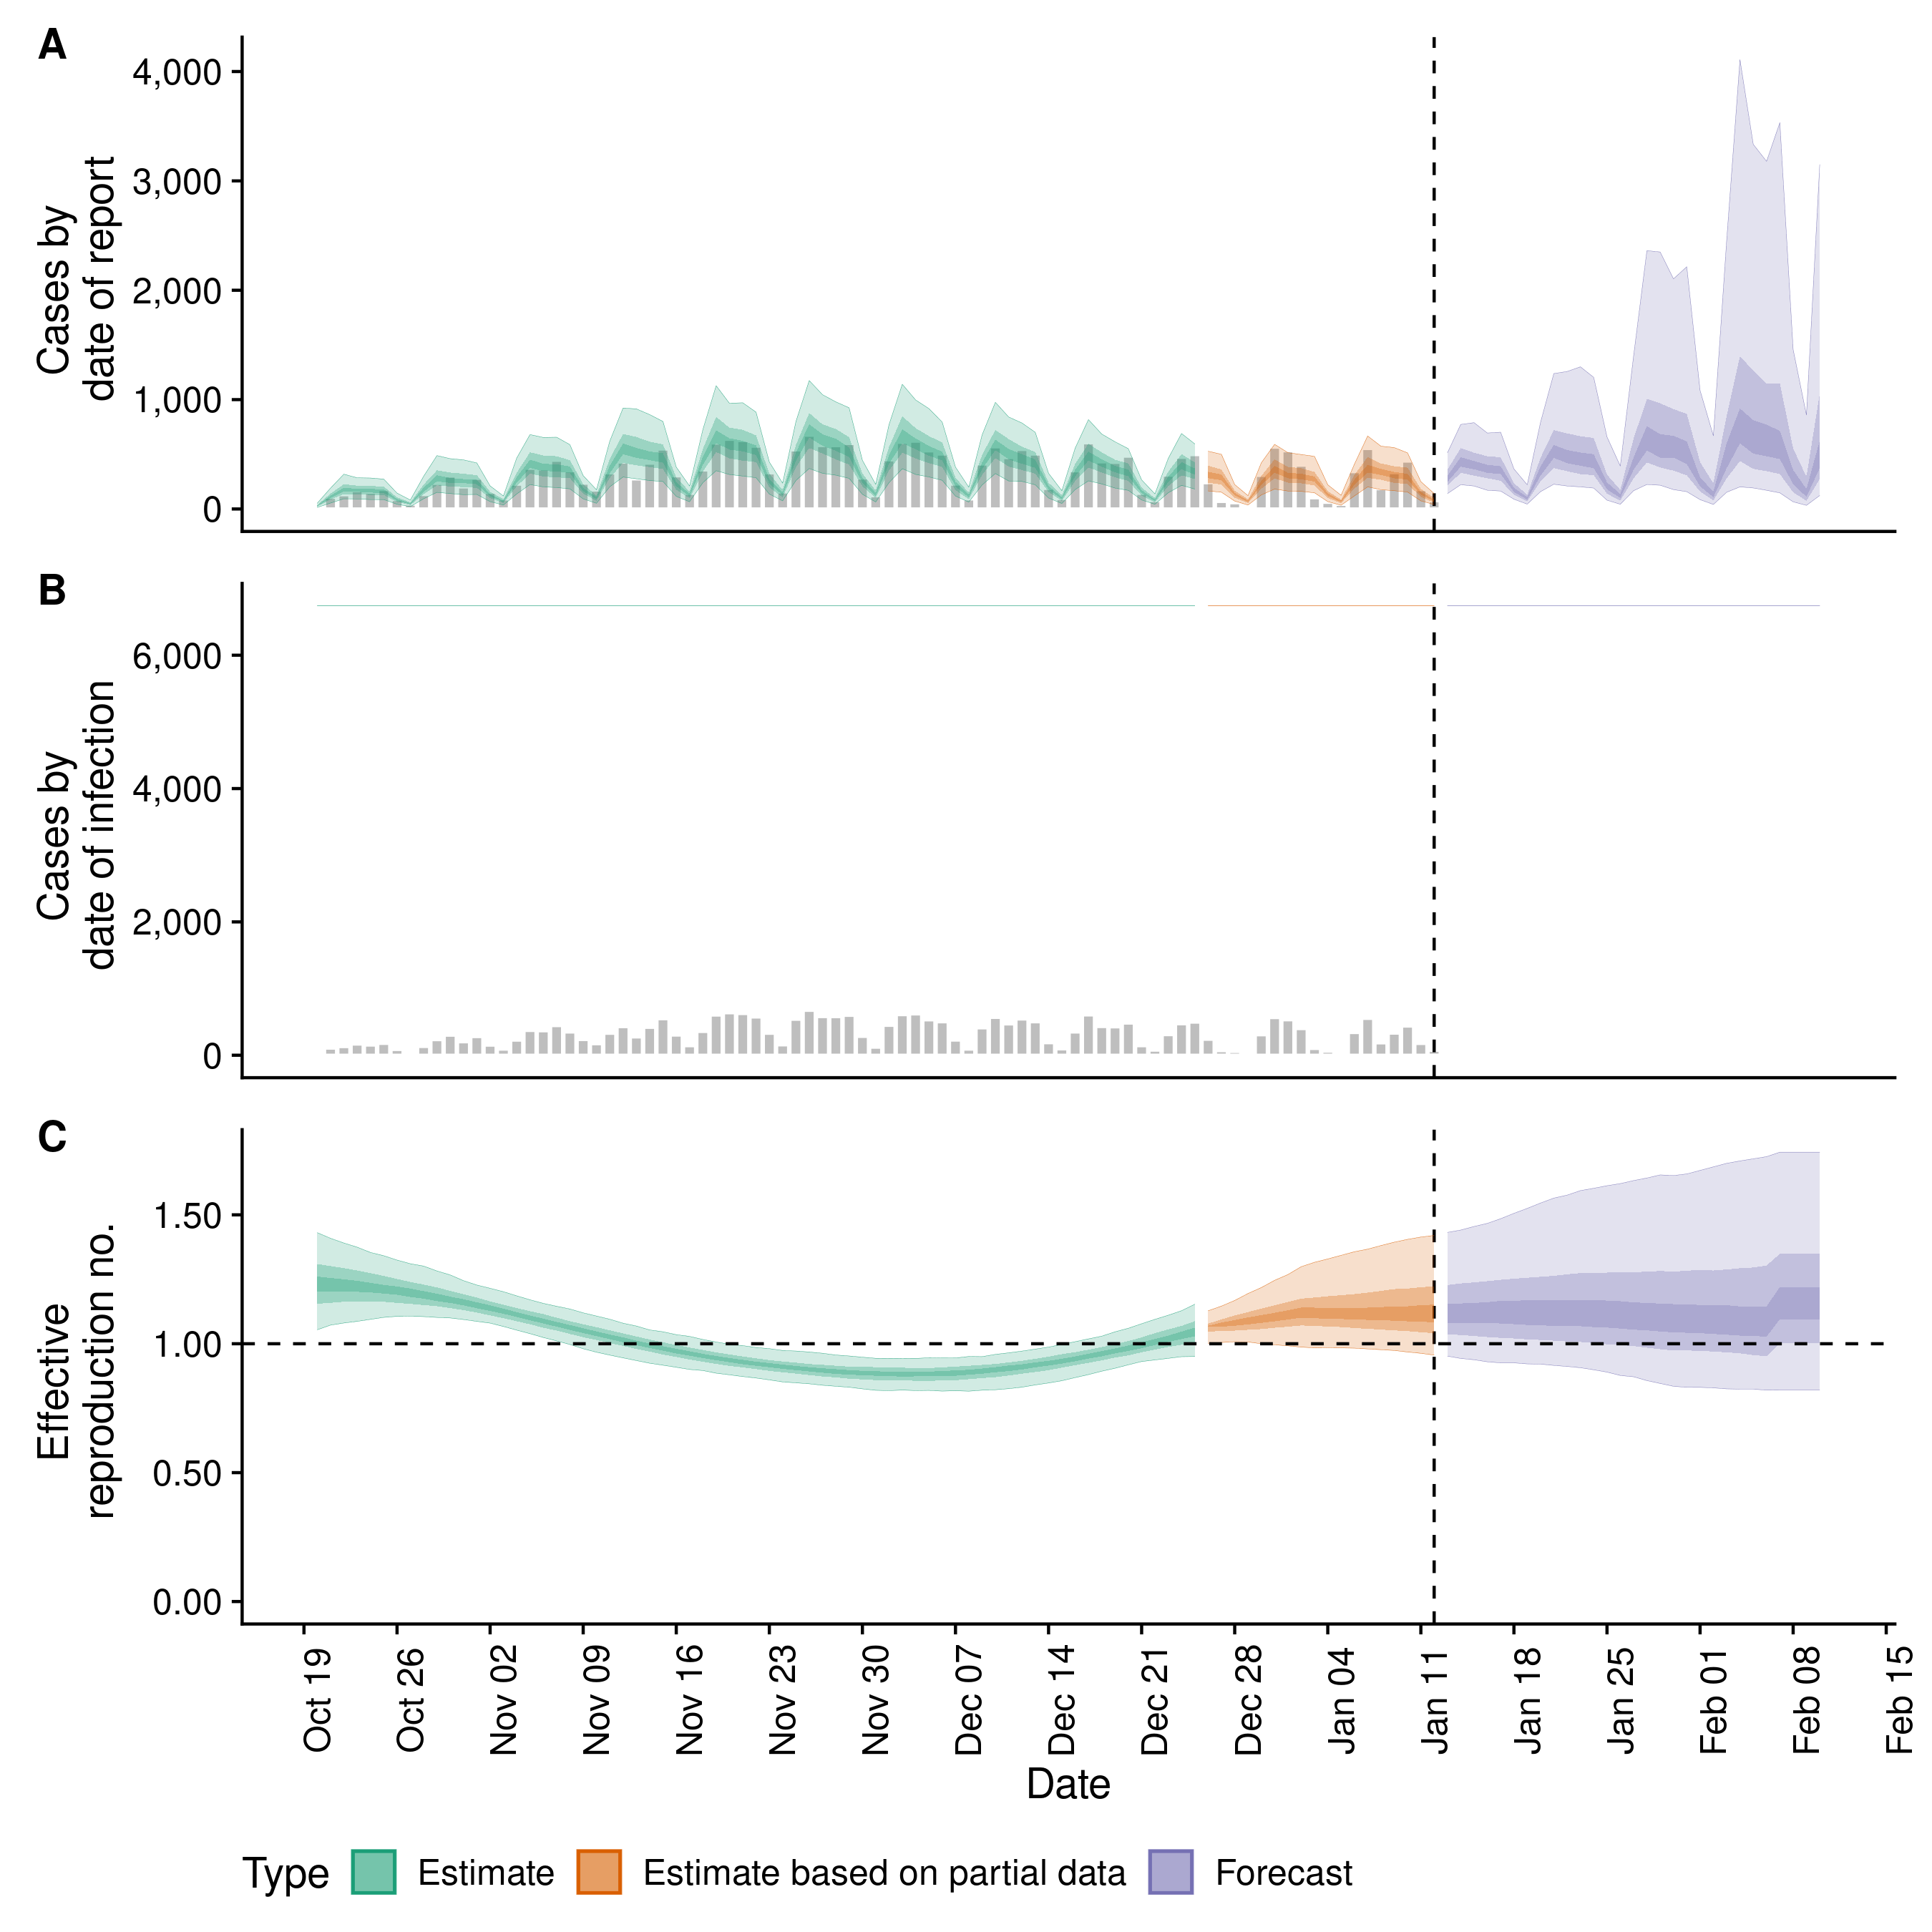 A
Cases by
date of report
4,000
3,000
2,000
1,000
0
B
Cases by
date of infection
6,000
4,000
2,000
0
C
Effective
reproduction no.
1.50
1.00
0.50
0.00
Oct 19
Oct 26
Nov 02
Nov 09
Nov 16
Nov 23
Nov 30
Dec 07
Dec 14
Dec 21
Dec 28
Jan 04
Jan 11
Jan 18
Jan 25
Feb 01
Feb 08
Feb 15
Date
Type Estimate Estimate based on partial data Forecast